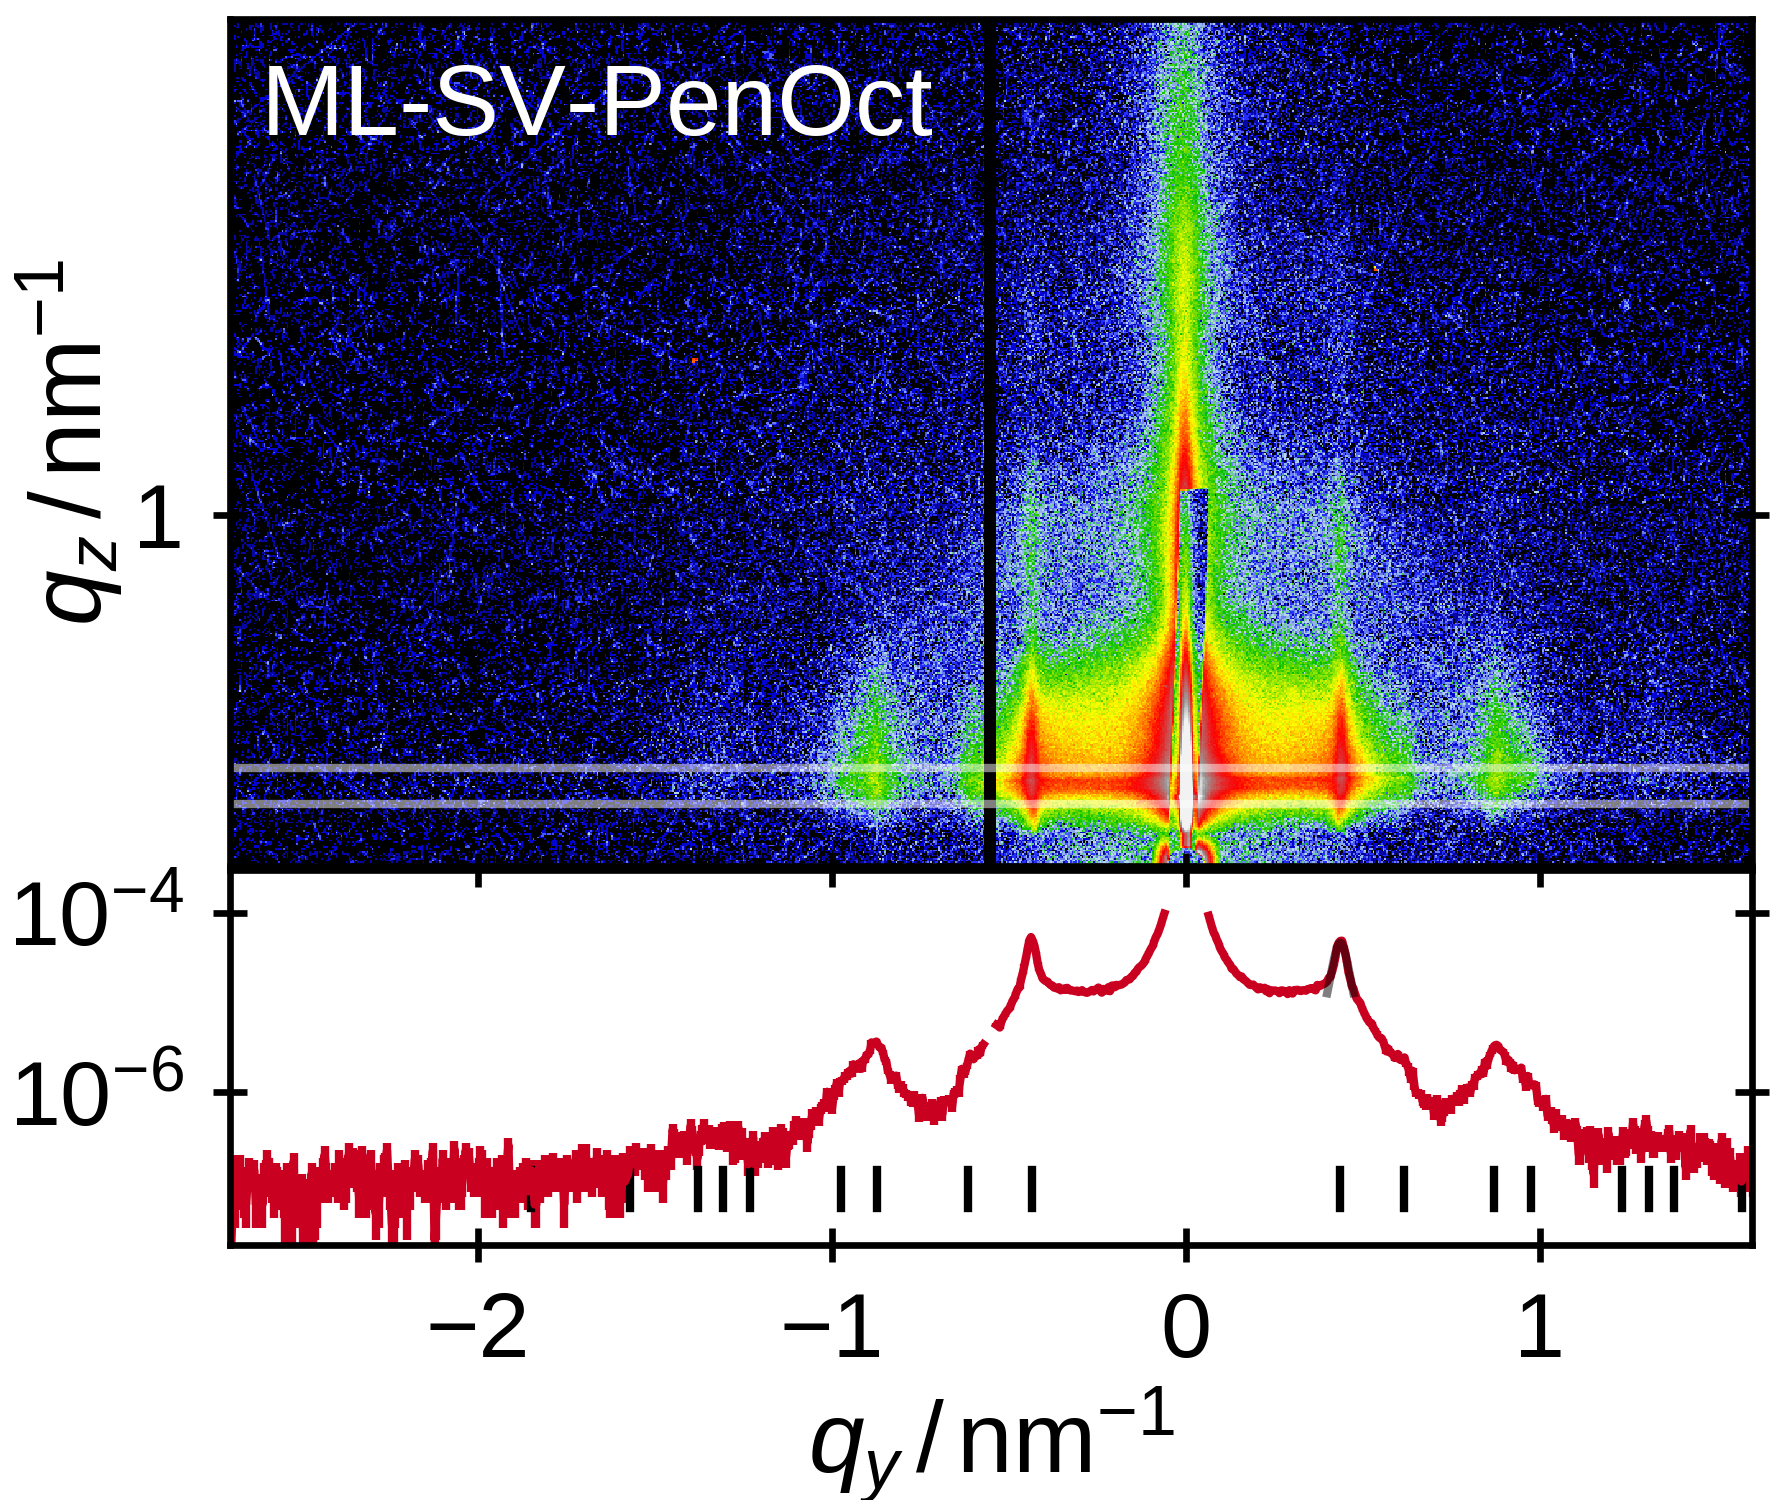 ML-SV-PenOct
q_z / nm⁻¹
1
10⁻⁴
10⁻⁶
−2 −1 0 1
q_y / nm⁻¹